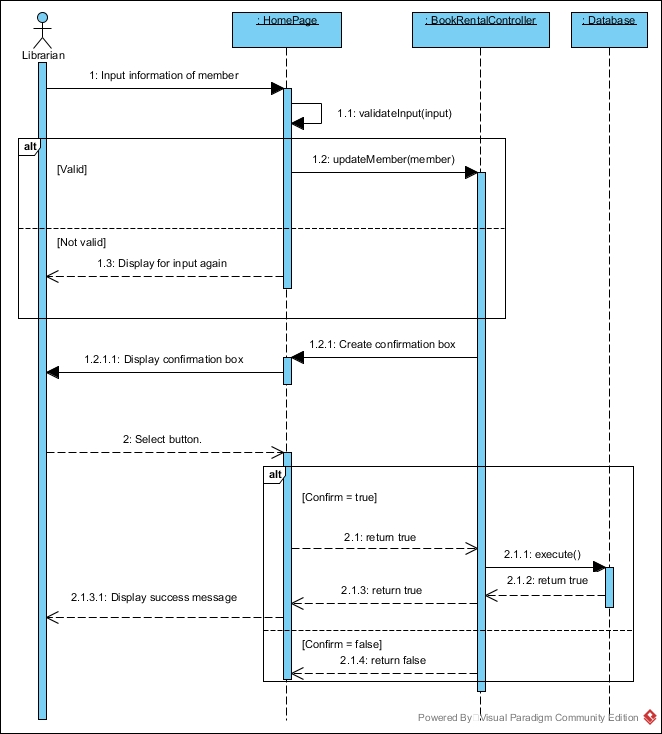 : HomePage
: BookRentalController
: Database
Librarian
1: Input information of member
1.1: validateInput(input)
alt
1.2: updateMember(member)
[Valid]
[Not valid]
1.3: Display for input again
1.2.1: Create confirmation box
1.2.1.1: Display confirmation box
2: Select button.
alt
[Confirm = true]
2.1: return true
2.1.1: execute()
2.1.2: return true
2.1.3: return true
2.1.3.1: Display success message
[Confirm = false]
2.1.4: return false
Powered By Visual Paradigm Community Edition